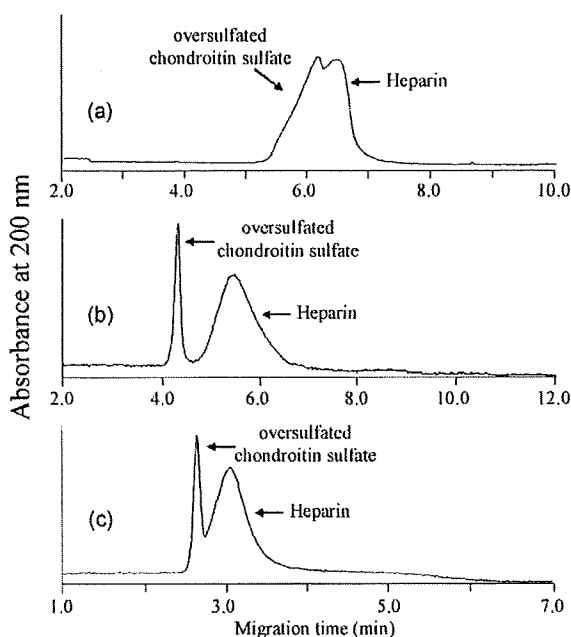 Absorbance at 200 nm
oversulfated
chondroitin sulfate
Heparin
(a)
2.0 4.0 6.0 8.0 10.0
oversulfated
chondroitin sulfate
Heparin
(b)
2.0 4.0 6.0 8.0 10.0 12.0
oversulfated
chondroitin sulfate
Heparin
(c)
1.0 3.0 5.0 7.0
Migration time (min)